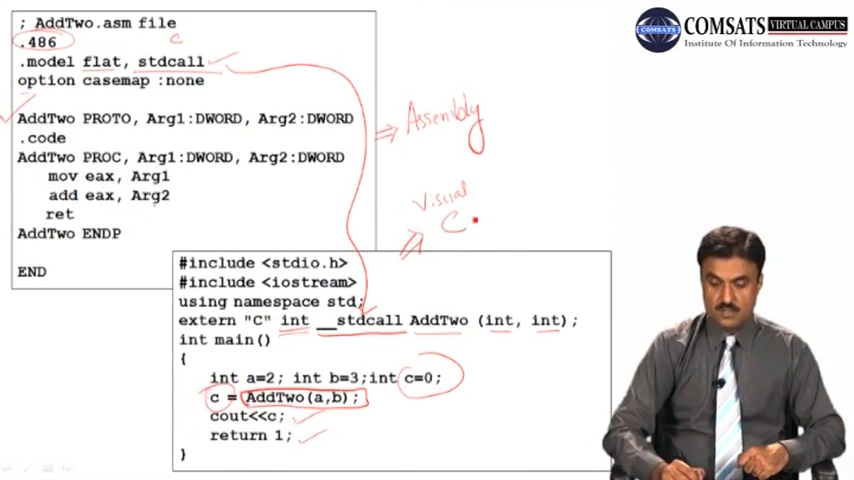 ; AddTwo.asm file
.486
c
.model flat, stdcall
option casemap :none
AddTwo PROTO, Arg1:DWORD, Arg2:DWORD
.code
AddTwo PROC, Arg1:DWORD, Arg2:DWORD
mov eax, Arg1
add eax, Arg2
ret
AddTwo ENDP
END
Assembly
Visual
C
#include <stdio.h>
#include <iostream>
using namespace std;
extern "C" int __stdcall AddTwo (int, int);
int main()
{
int a=2; int b=3;int c=0;
c = AddTwo(a,b);
cout<<c;
return 1;
}
COMSATS
COMSATS VIRTUAL CAMPUS
Institute Of Information Technology